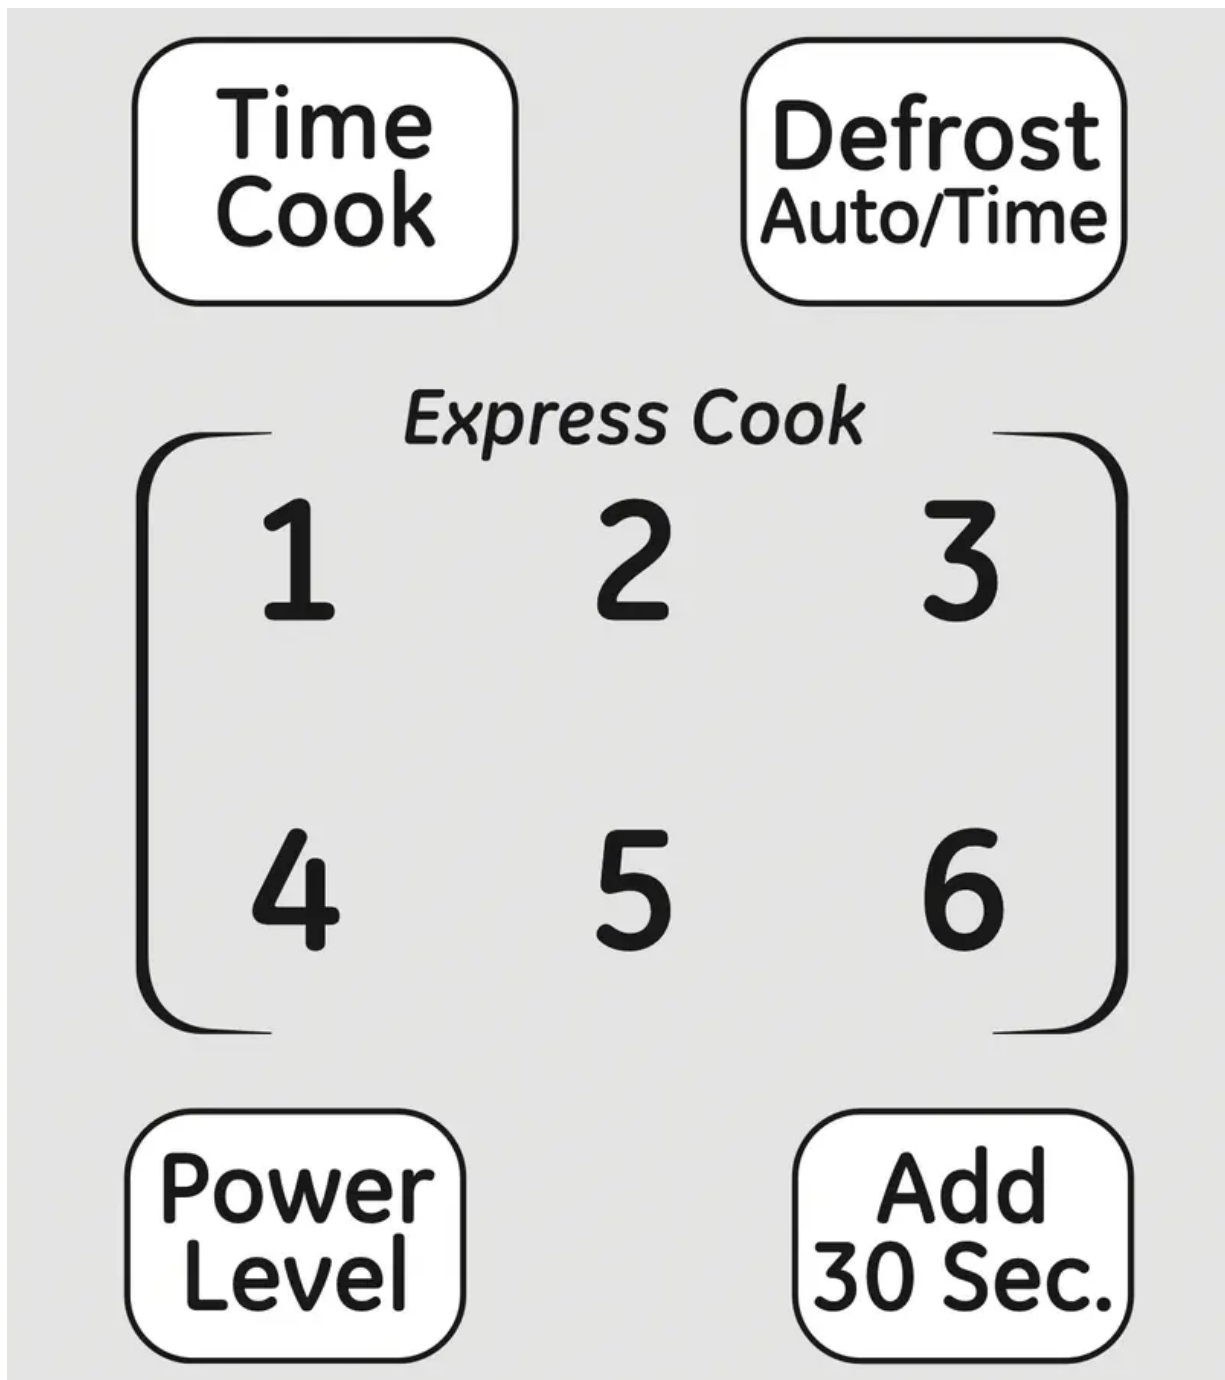 Time
Cook
Defrost
Auto/Time
Express Cook
1 2 3
4 5 6
Power
Level
Add
30 Sec.